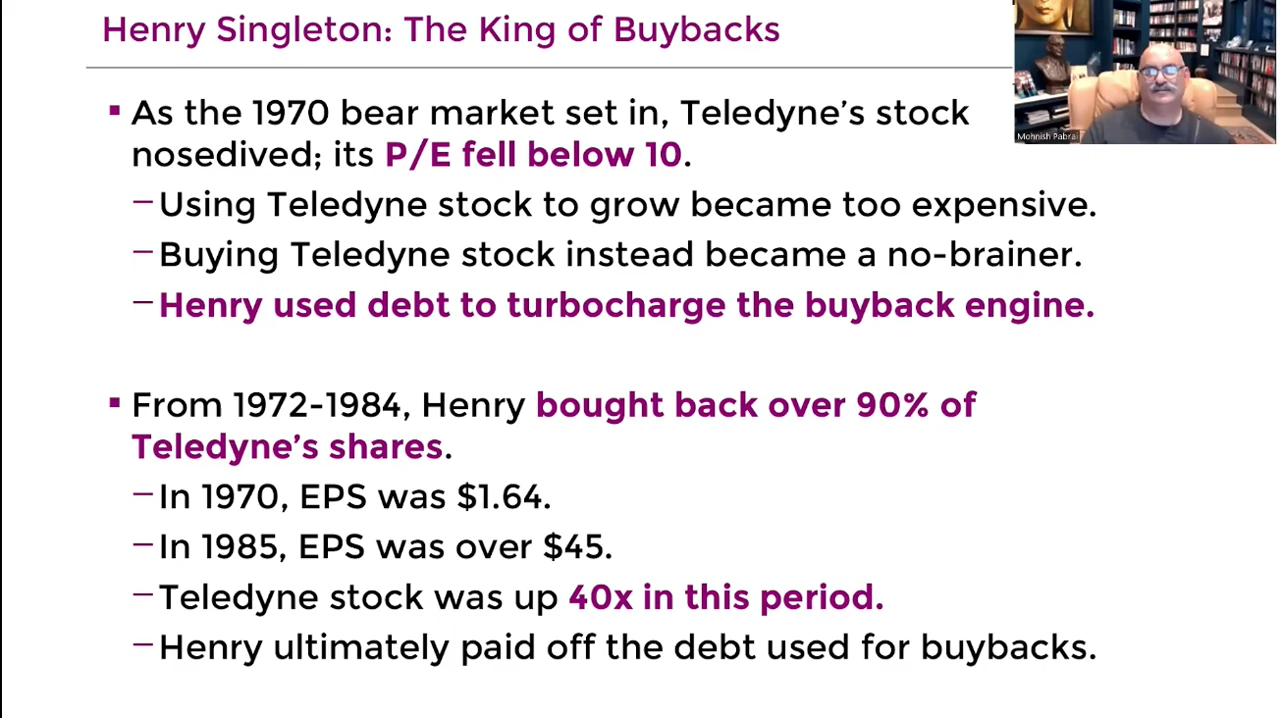 Henry Singleton: The King of Buybacks
▪ As the 1970 bear market set in, Teledyne’s stock
nosedived; its P/E fell below 10.
–Using Teledyne stock to grow became too expensive.
–Buying Teledyne stock instead became a no-brainer.
–Henry used debt to turbocharge the buyback engine.
▪ From 1972-1984, Henry bought back over 90% of
Teledyne’s shares.
–In 1970, EPS was $1.64.
–In 1985, EPS was over $45.
–Teledyne stock was up 40x in this period.
–Henry ultimately paid off the debt used for buybacks.
Mohnish Pabrai